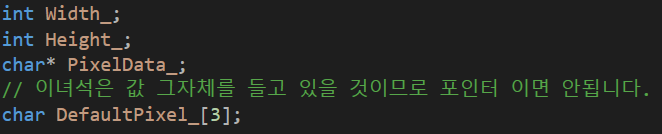 int Width_;
int Height_;
char* PixelData_;
// 이녀석은 값 그자체를 들고 있을 것이므로 포인터 이면 안됩니다.
char DefaultPixel_[3];